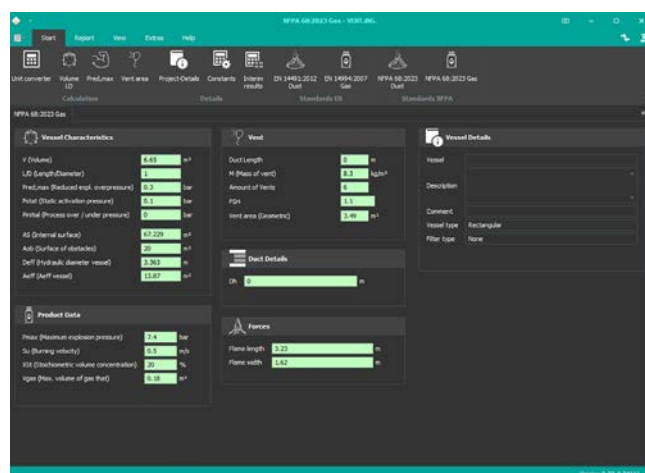 NFPA 68:2023 Gas - VENT.ING.
Start Report View Extras Help
Unit converter Volume LD Pred,max Vent area Project-Details Constants Interim results EN 14491:2012 Dust EN 14994:2007 Gas NFPA 68:2023 Dust NFPA 68:2023 Gas
Calculation Details Standards EN Standards NFPA
NFPA 68:2023 Gas
Vessel Characteristics
V (Volume) 6.65 m³
L/D (Length/Diameter) 1
Pred,max (Reduced expl. overpressure) 0.3 bar
Pstat (Static activation pressure) 0.1 bar
Pinitial (Process over / under pressure) 0 bar
AS (Internal surface) 67.229 m²
Aob (Surface of obstacles) 20 m²
Deff (Hydraulic diameter vessel) 3.363 m
Aeff (Aeff vessel) 13.87 m²
Product Data
Pmax (Maximum explosion pressure) 7.4 bar
Su (Burning velocity) 0.5 m/s
XSt (Stochiometric volume concentration) 20 %
Vgas (Max. volume of gas that) 0.18 m³
Vent
Duct Length 0 m
M (Mass of vent) 8.3 kg/m²
Amount of Vents 6
FSH 1.1
Vent area (Geometric) 3.49 m²
Duct Details
Dh 0 m
Forces
Flame length 3.23 m
Flame width 1.62 m
Vessel Details
Vessel
Description
Comment
Vessel type Rectangular
Filter type None